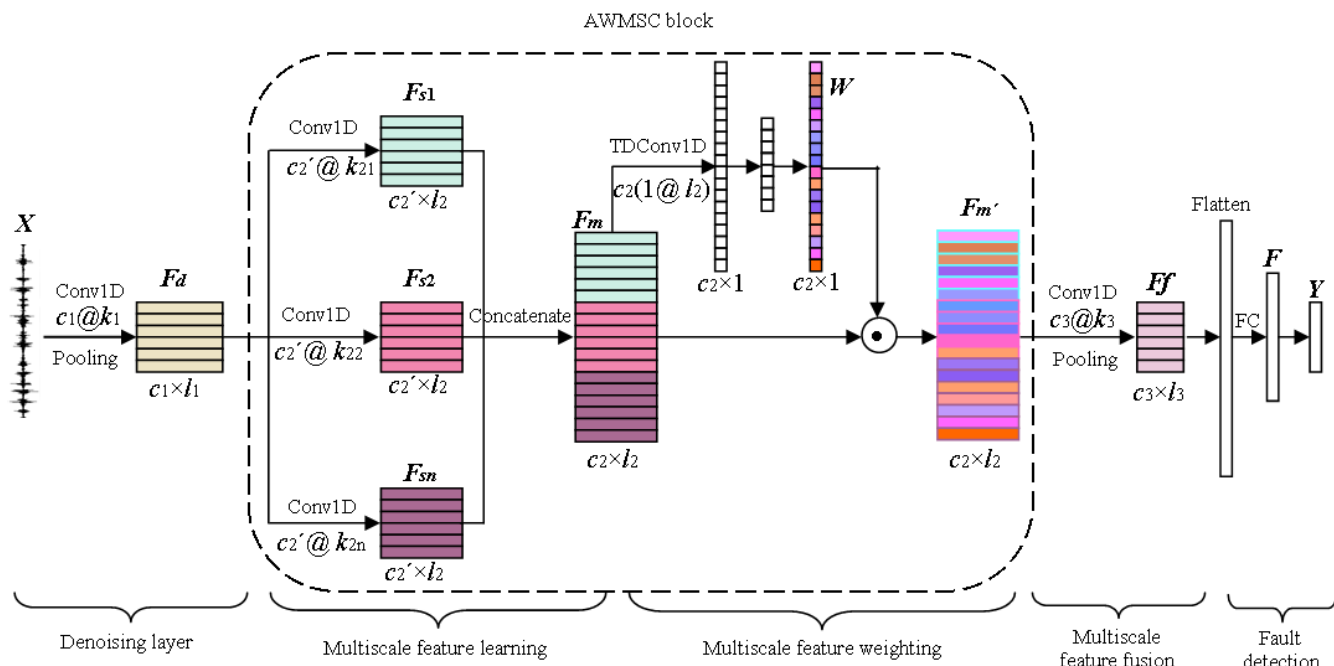 AWMSC block
X
Conv1D
c1@k1
Pooling
Fd
c1×l1
Conv1D
c2′@k21
Fs1
c2′×l2
Conv1D
c2′@k22
Fs2
c2′×l2
Conv1D
c2′@k2n
Fsn
c2′×l2
Concatenate
Fm
c2×l2
TDConv1D
c2(1@l2)
c2×1
W
c2×1
Fm′
c2×l2
Conv1D
c3@k3
Pooling
Ff
c3×l3
Flatten
FC
F
Y
Denoising layer
Multiscale feature learning
Multiscale feature weighting
Multiscale
feature fusion
Fault
detection